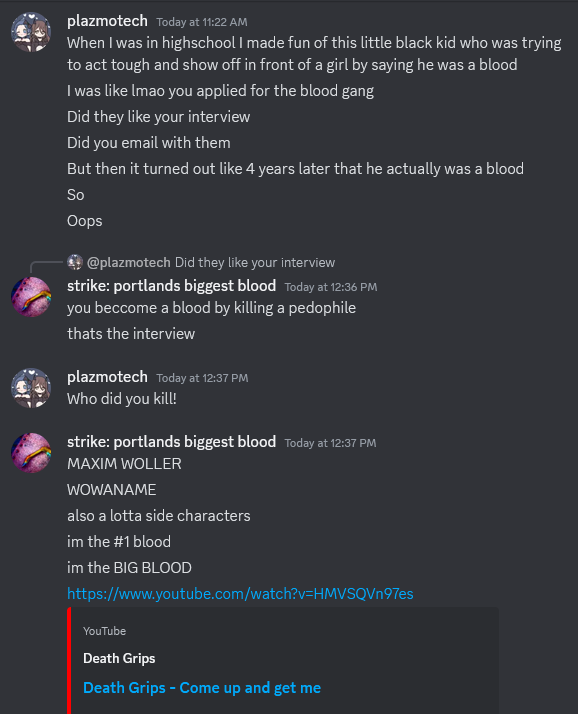 plazmotech Today at 11:22 AM
When I was in highschool I made fun of this little black kid who was trying
to act tough and show off in front of a girl by saying he was a blood
I was like lmao you applied for the blood gang
Did they like your interview
Did you email with them
But then it turned out like 4 years later that he actually was a blood
So
Oops
@plazmotech Did they like your interview
strike: portlands biggest blood Today at 12:36 PM
you beccome a blood by killing a pedophile
thats the interview
plazmotech Today at 12:37 PM
Who did you kill!
strike: portlands biggest blood Today at 12:37 PM
MAXIM WOLLER
WOWANAME
also a lotta side characters
im the #1 blood
im the BIG BLOOD
https://www.youtube.com/watch?v=HMVSQVn97es
YouTube
Death Grips
Death Grips - Come up and get me